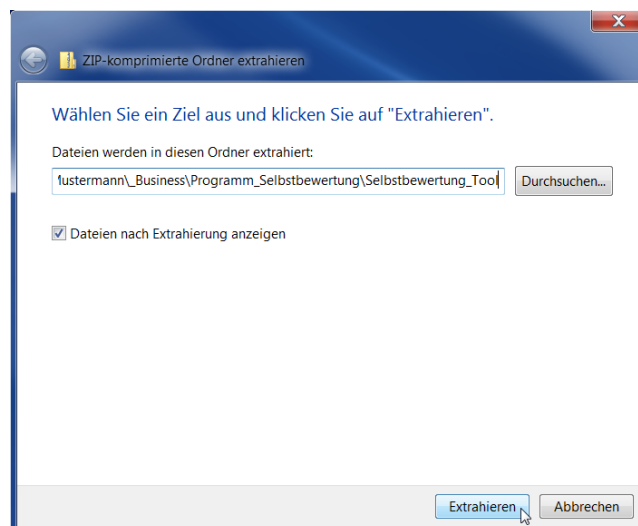 ZIP-komprimierte Ordner extrahieren
Wählen Sie ein Ziel aus und klicken Sie auf "Extrahieren".
Dateien werden in diesen Ordner extrahiert:
ustermann\_Business\Programm_Selbstbewertung\Selbstbewertung_Tool
Durchsuchen...
Dateien nach Extrahierung anzeigen
Extrahieren
Abbrechen